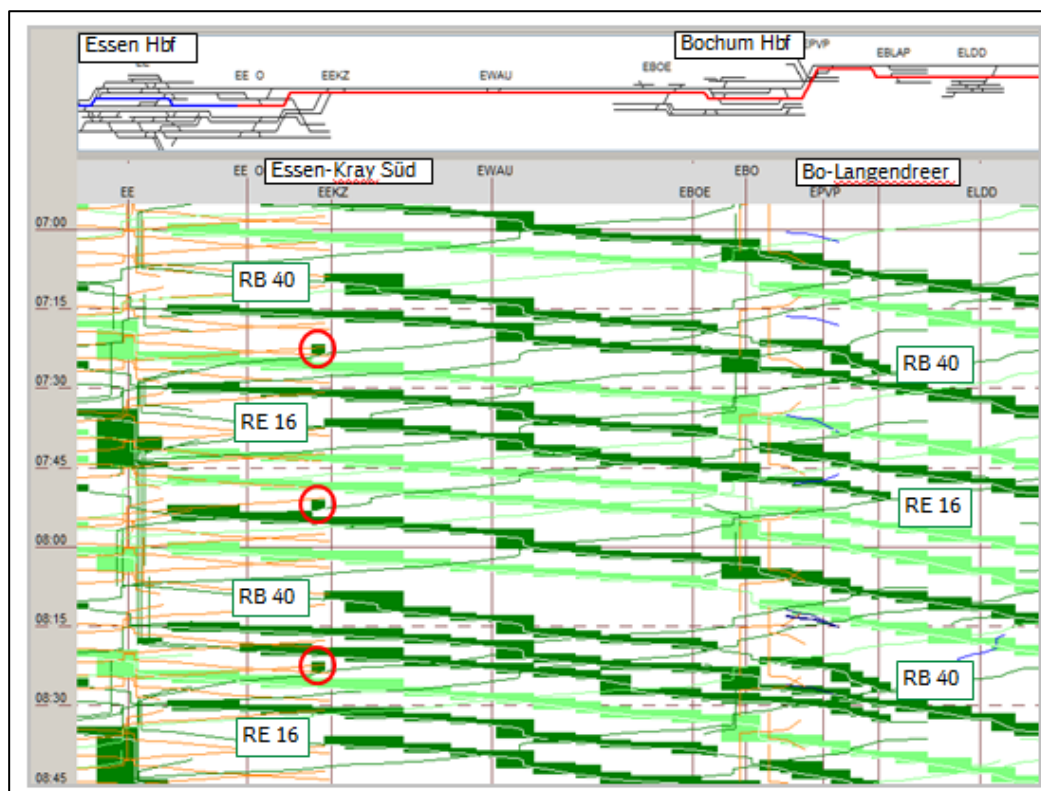 Essen Hbf
Bochum Hbf
EPVP
EE O
EEKZ
EWAU
EBOE
EBLAP
ELDD
EE O
Essen-Kray Süd
EWAU
EBO
Bo-Langendreer
EE
EEKZ
EBOE
EPVP
ELDD
07:00
RB 40
07:15
RB 40
07:30
RE 16
07:45
RE 16
08:00
RB 40
08:15
RB 40
08:30
RE 16
08:45